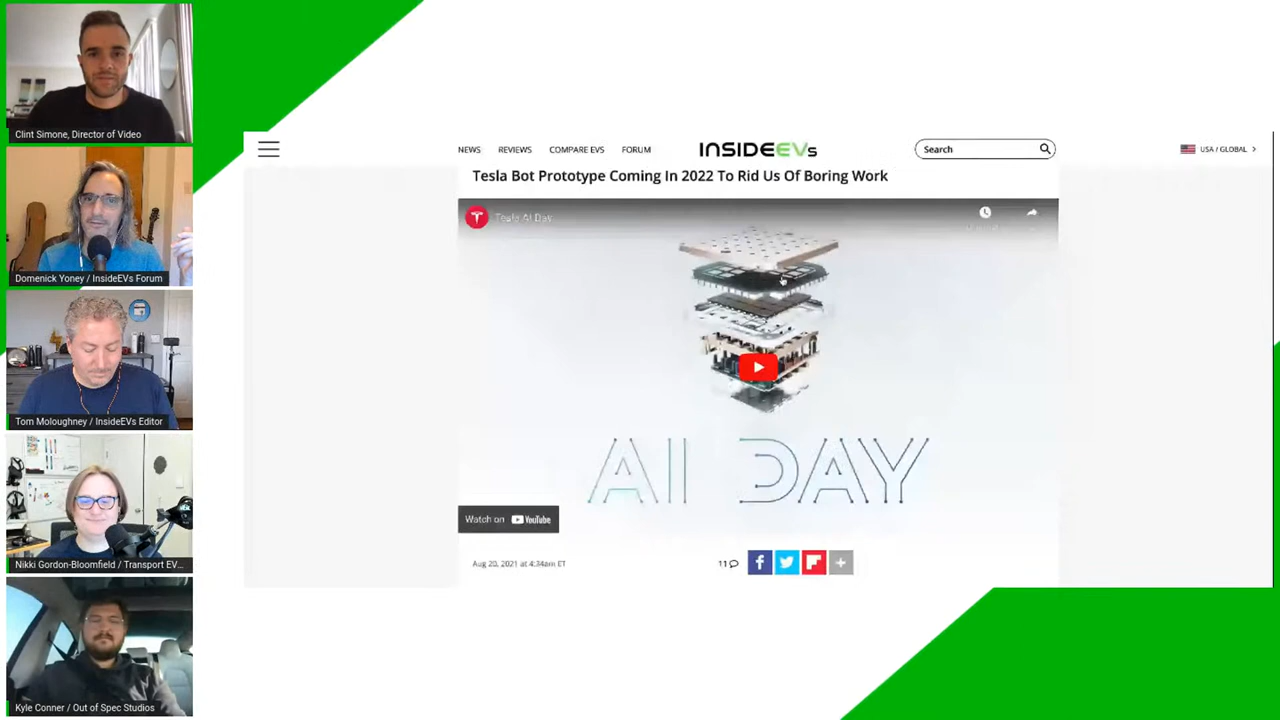 Clint Simone, Director of Video
Domenick Yoney / InsideEVs Forum
Tom Moloughney / InsideEVs Editor
Nikki Gordon-Bloomfield / Transport EV...
Kyle Conner / Out of Spec Studios
NEWS REVIEWS COMPARE EVS FORUM INSIDEEVs Search USA / GLOBAL
Tesla Bot Prototype Coming In 2022 To Rid Us Of Boring Work
Tesla AI Day
AI DAY
Watch on YouTube
Aug 20, 2021 at 4:34am ET 11